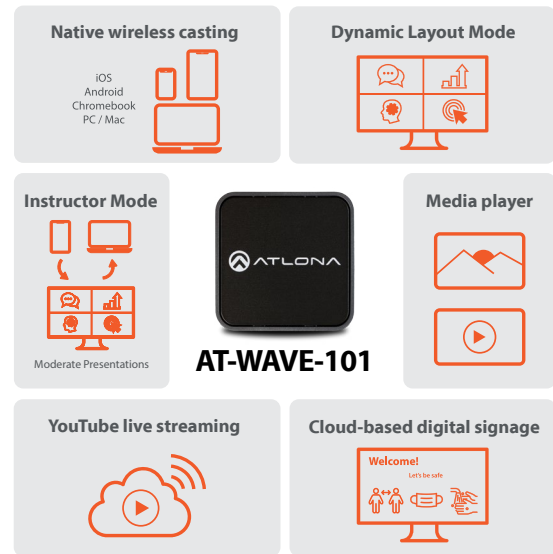 Native wireless casting
iOS
Android
Chromebook
PC / Mac
Dynamic Layout Mode
Instructor Mode
Moderate Presentations
ATLONA
AT-WAVE-101
Media player
YouTube live streaming
Cloud-based digital signage
Welcome!
Let's be safe